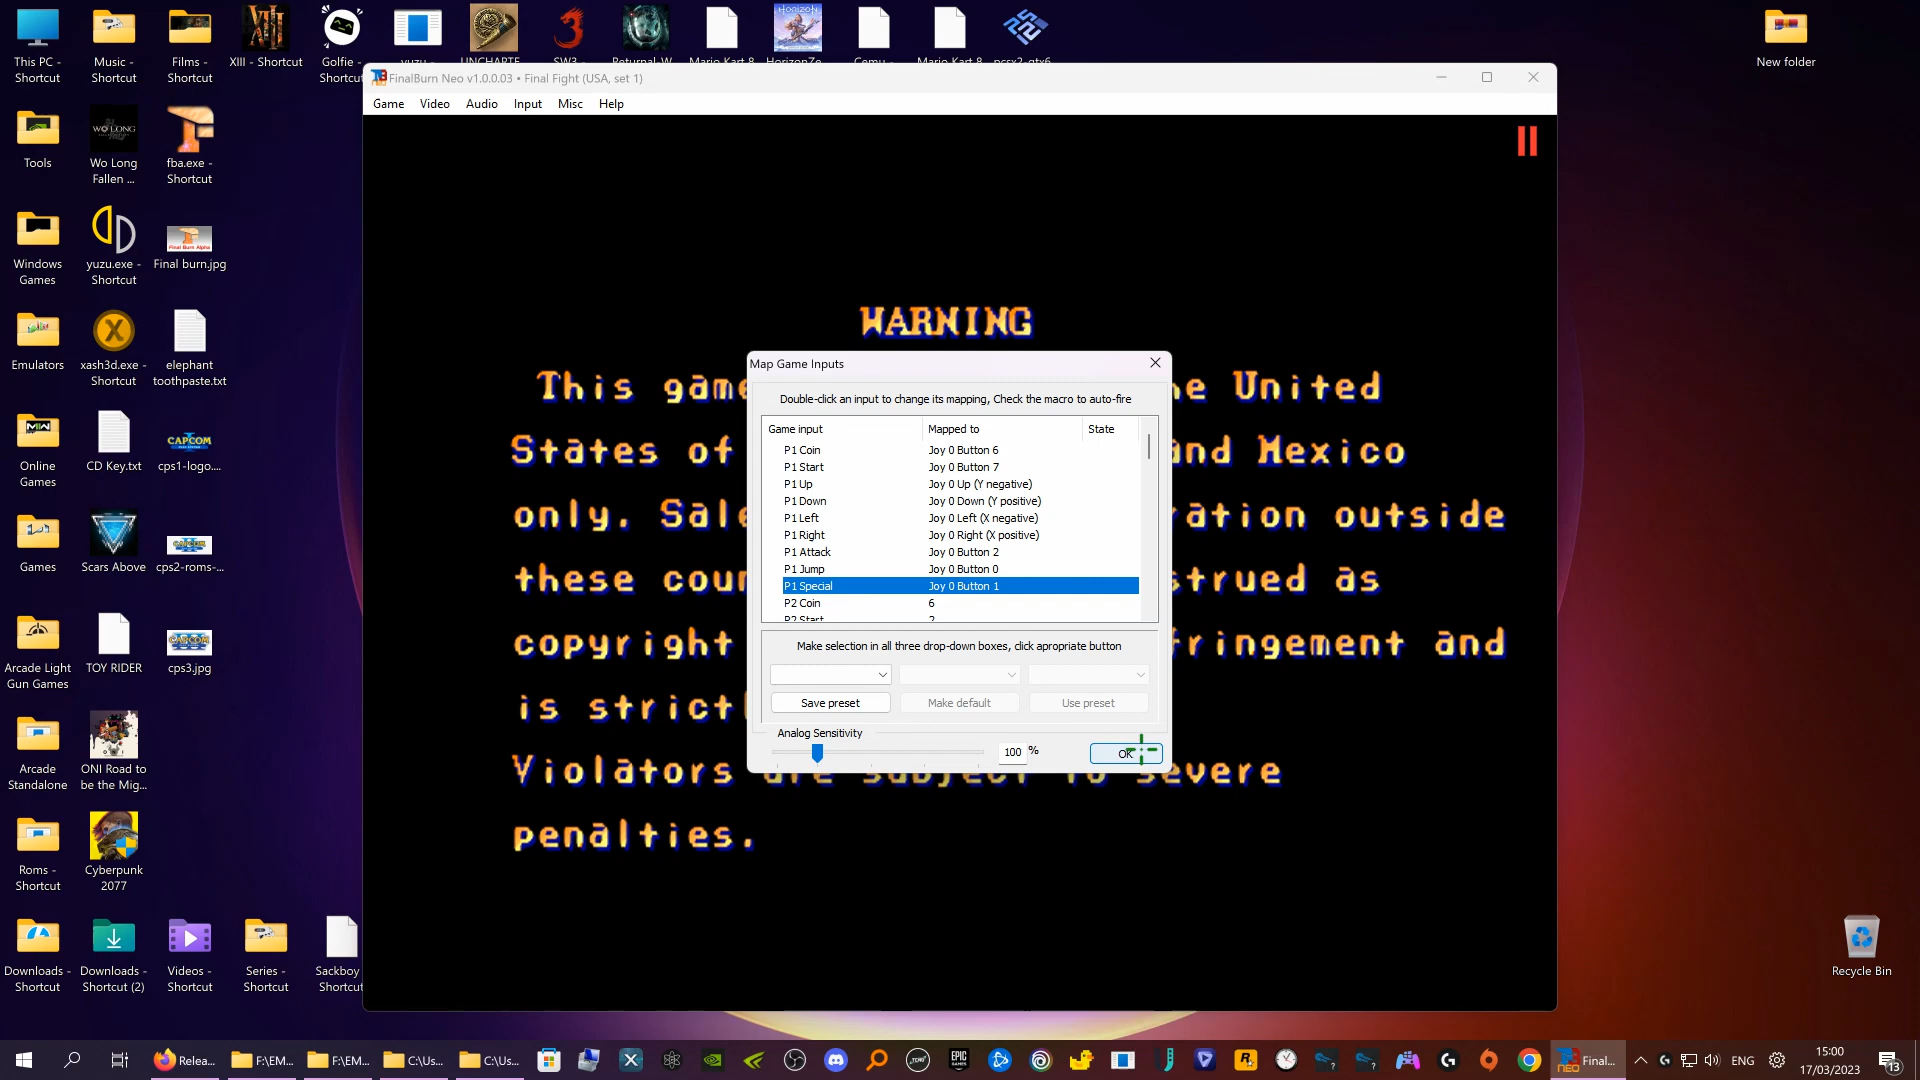 This PC -
Shortcut
Music -
Shortcut
Films -
Shortcut
XIII - Shortcut
Golfie -
Shortcut
New folder
FinalBurn Neo v1.0.0.03 • Final Fight (USA, set 1)
Game Video Audio Input Misc Help
Tools
Wo Long
Fallen ...
fba.exe -
Shortcut
Windows
Games
yuzu.exe -
Shortcut
Final burn.jpg
Emulators
xash3d.exe -
Shortcut
elephant
toothpaste.txt
Online
Games
CD Key.txt
cps1-logo....
Games
Scars Above
cps2-roms-...
Arcade Light
Gun Games
TOY RIDER
cps3.jpg
Arcade
Standalone
ONI Road to
be the Mig...
Roms -
Shortcut
Cyberpunk
2077
Downloads -
Shortcut
Downloads -
Shortcut (2)
Videos -
Shortcut
Series -
Shortcut
Sackboy
Shortcut
Recycle Bin
WARNING
This game
United
States of
and Mexico
only. Sale
outside
these
strued as
copyright
fringement and
is strictl
Violators are subject to severe
penalties.
Map Game Inputs
Double-click an input to change its mapping, Check the macro to auto-fire
Game input Mapped to State
P1 Coin Joy 0 Button 6
P1 Start Joy 0 Button 7
P1 Up Joy 0 Up (Y negative)
P1 Down Joy 0 Down (Y positive)
P1 Left Joy 0 Left (X negative)
P1 Right Joy 0 Right (X positive)
P1 Attack Joy 0 Button 2
P1 Jump Joy 0 Button 0
P1 Special Joy 0 Button 1
P2 Coin 6
P2 Start 2
Make selection in all three drop-down boxes, click apropriate button
Save preset Make default Use preset
Analog Sensitivity
100 %
OK
Relea... F:\EM... F:\EM... C:\Us... C:\Us... Final... ENG
15:00
17/03/2023
13